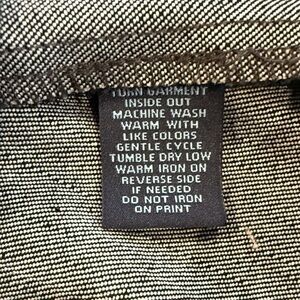 TURN GARMENT
INSIDE OUT
MACHINE WASH
WARM WITH
LIKE COLORS
GENTLE CYCLE
TUMBLE DRY LOW
WARM IRON ON
REVERSE SIDE
IF NEEDED
DO NOT IRON
ON PRINT